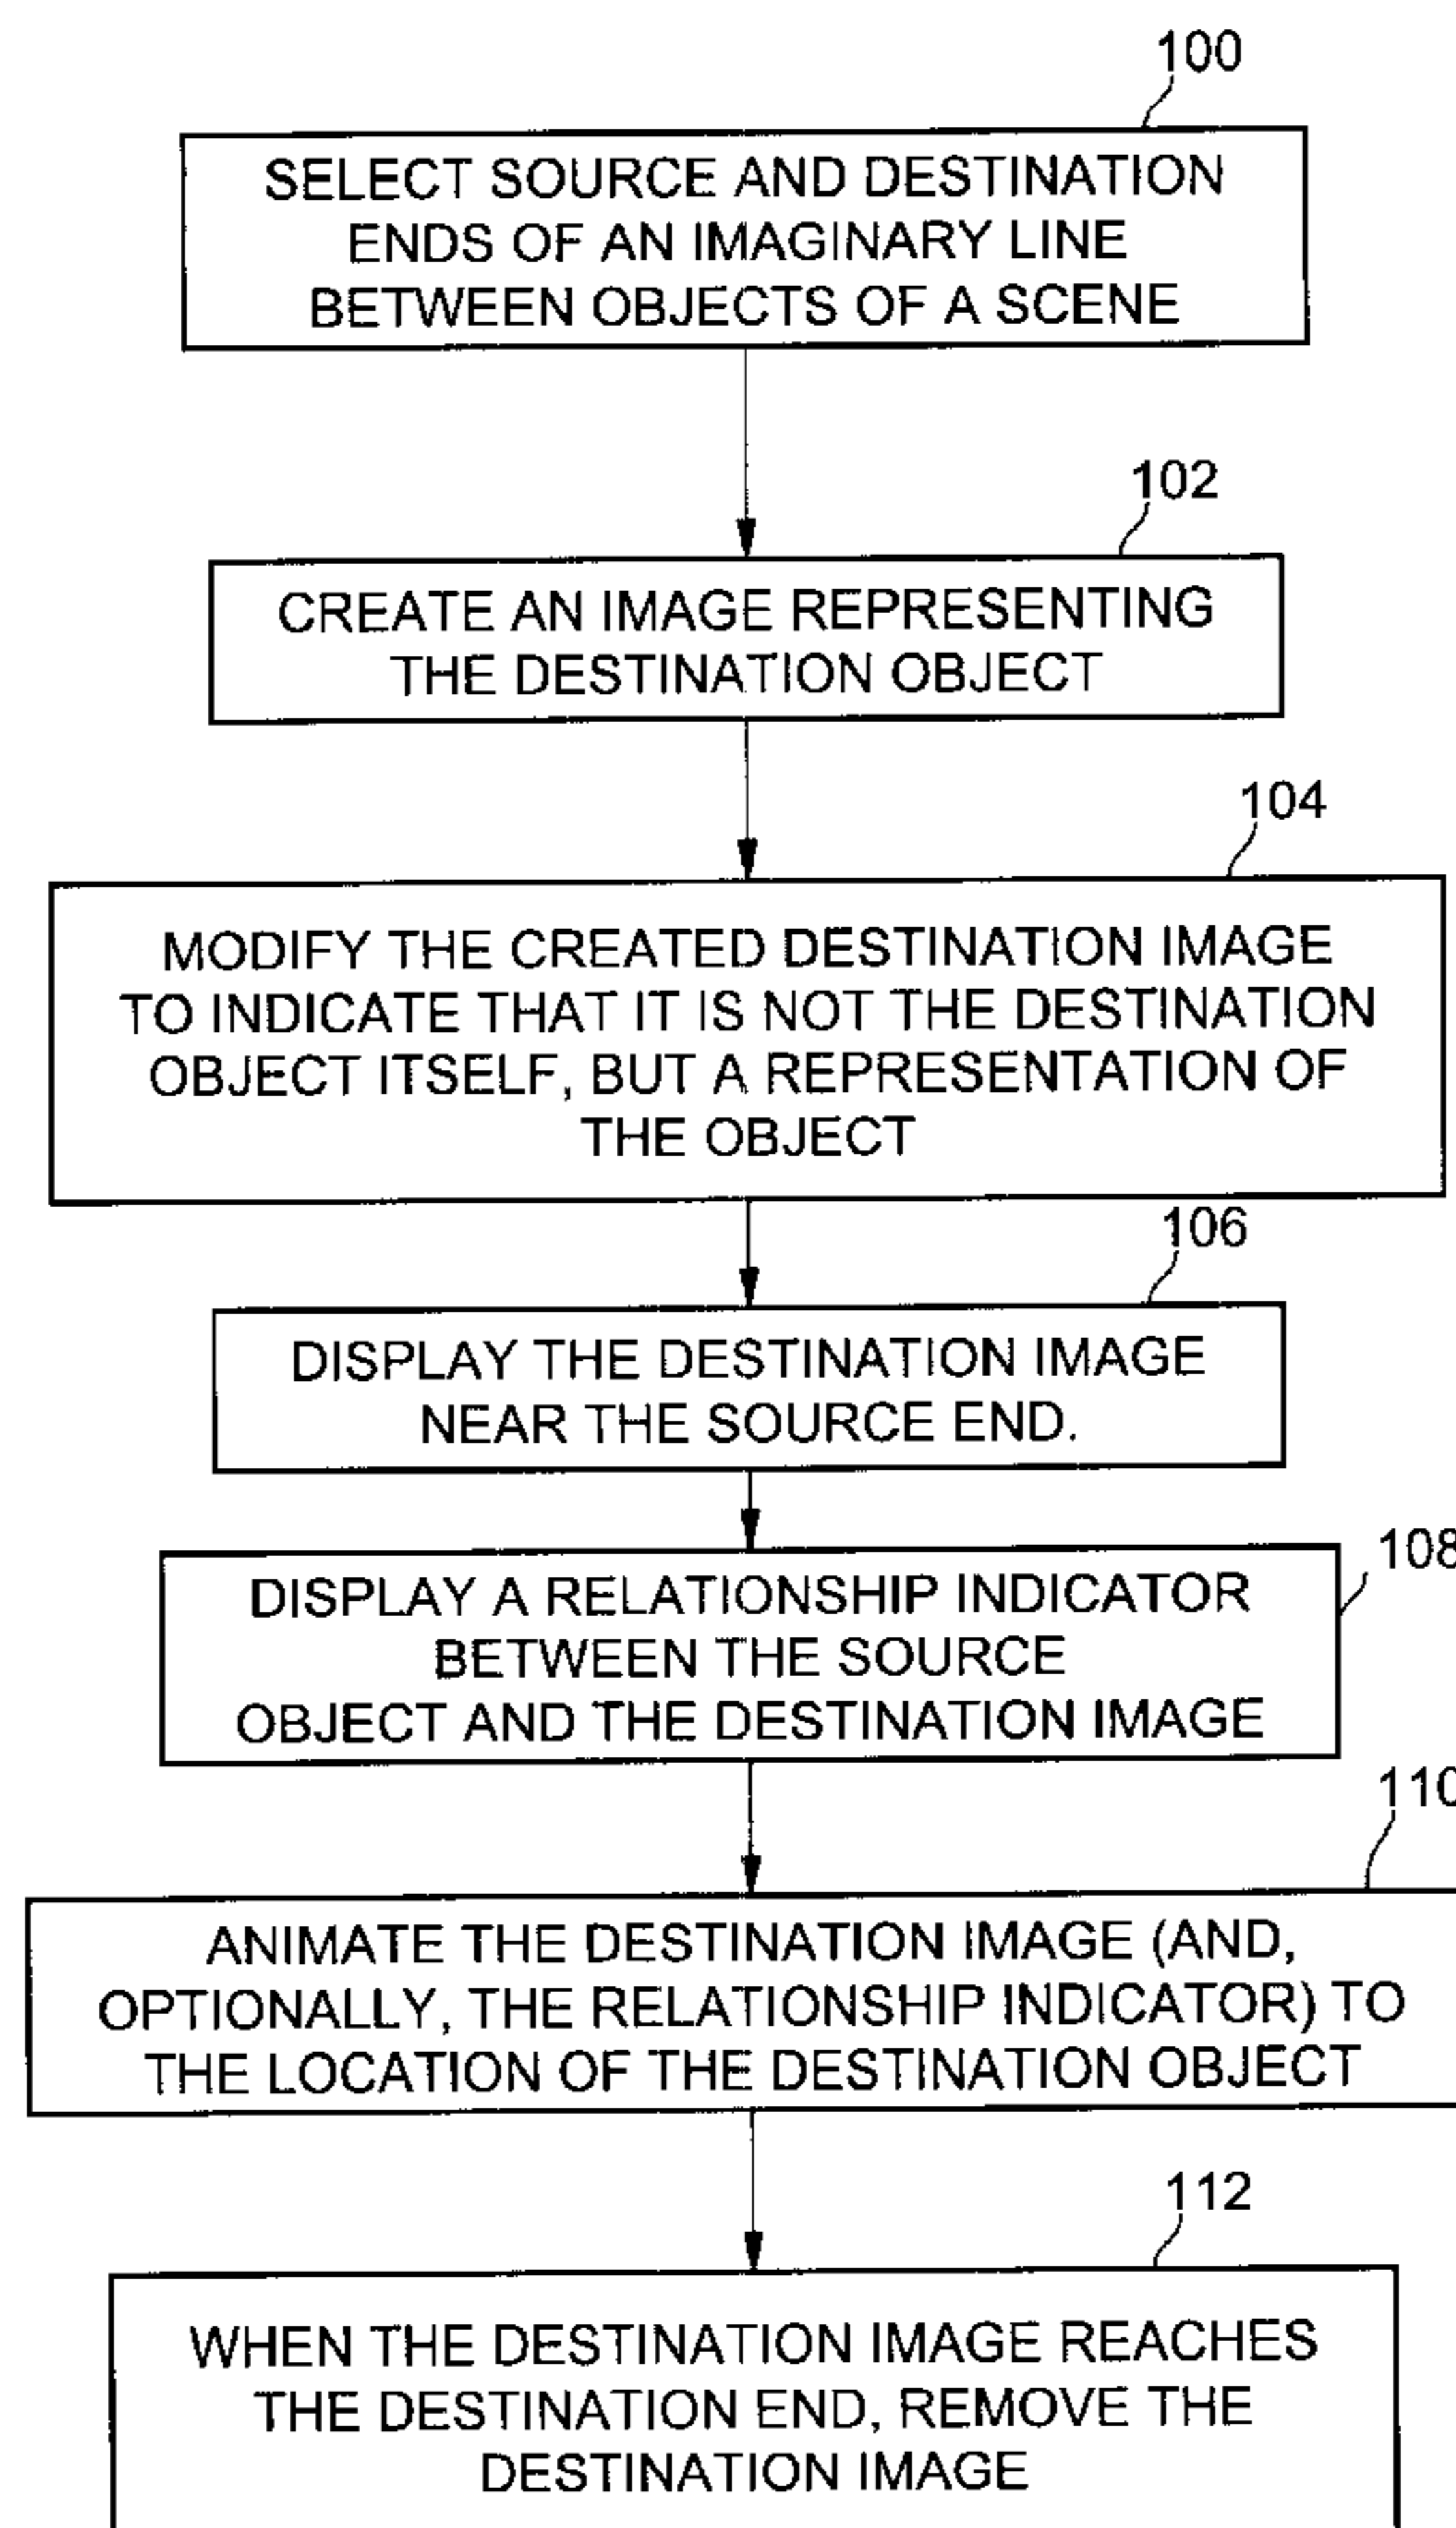 100
SELECT SOURCE AND DESTINATION
ENDS OF AN IMAGINARY LINE
BETWEEN OBJECTS OF A SCENE
102
CREATE AN IMAGE REPRESENTING
THE DESTINATION OBJECT
104
MODIFY THE CREATED DESTINATION IMAGE
TO INDICATE THAT IT IS NOT THE DESTINATION
OBJECT ITSELF, BUT A REPRESENTATION OF
THE OBJECT
106
DISPLAY THE DESTINATION IMAGE
NEAR THE SOURCE END.
108
DISPLAY A RELATIONSHIP INDICATOR
BETWEEN THE SOURCE
OBJECT AND THE DESTINATION IMAGE
110
ANIMATE THE DESTINATION IMAGE (AND,
OPTIONALLY, THE RELATIONSHIP INDICATOR) TO
THE LOCATION OF THE DESTINATION OBJECT
112
WHEN THE DESTINATION IMAGE REACHES
THE DESTINATION END, REMOVE THE
DESTINATION IMAGE